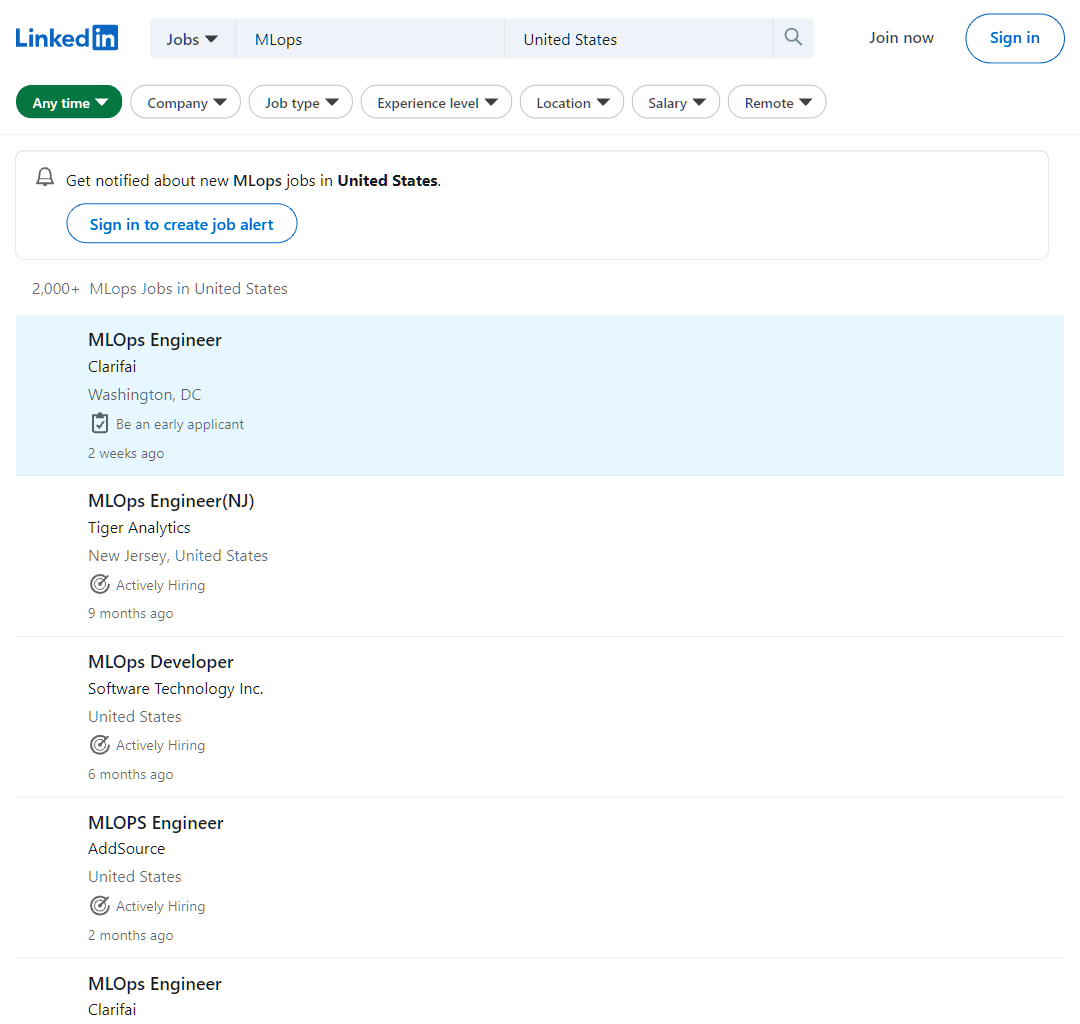 LinkedIn Jobs MLops United States Join now Sign in
Any time Company Job type Experience level Location Salary Remote
Get notified about new MLops jobs in United States.
Sign in to create job alert
2,000+ MLops Jobs in United States
MLOps Engineer
Clarifai
Washington, DC
Be an early applicant
2 weeks ago
MLOps Engineer(NJ)
Tiger Analytics
New Jersey, United States
Actively Hiring
9 months ago
MLOps Developer
Software Technology Inc.
United States
Actively Hiring
6 months ago
MLOPS Engineer
AddSource
United States
Actively Hiring
2 months ago
MLOps Engineer
Clarifai